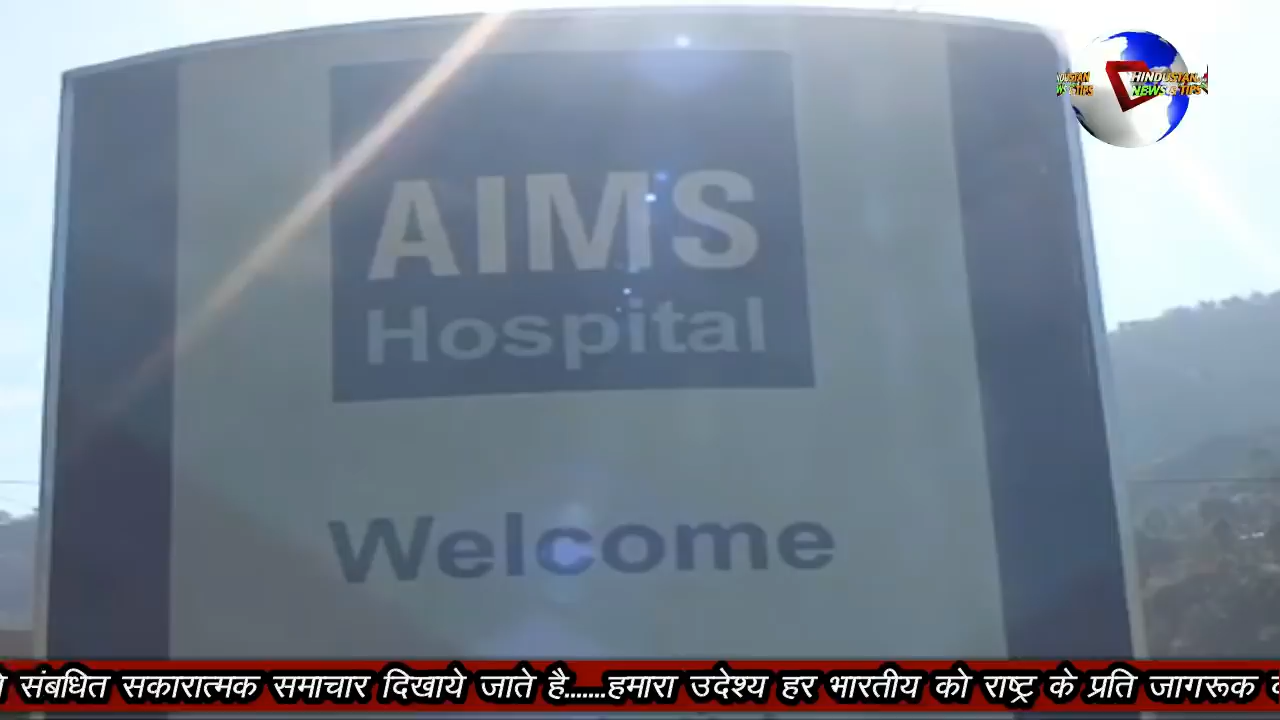 HINDUSTAN
NEWS & TIPS
AIMS
Hospital
Welcome
संबधित सकारात्मक समाचार दिखाये जाते है.......हमारा उदेश्य हर भारतीय को राष्ट्र के प्रति जागरूक